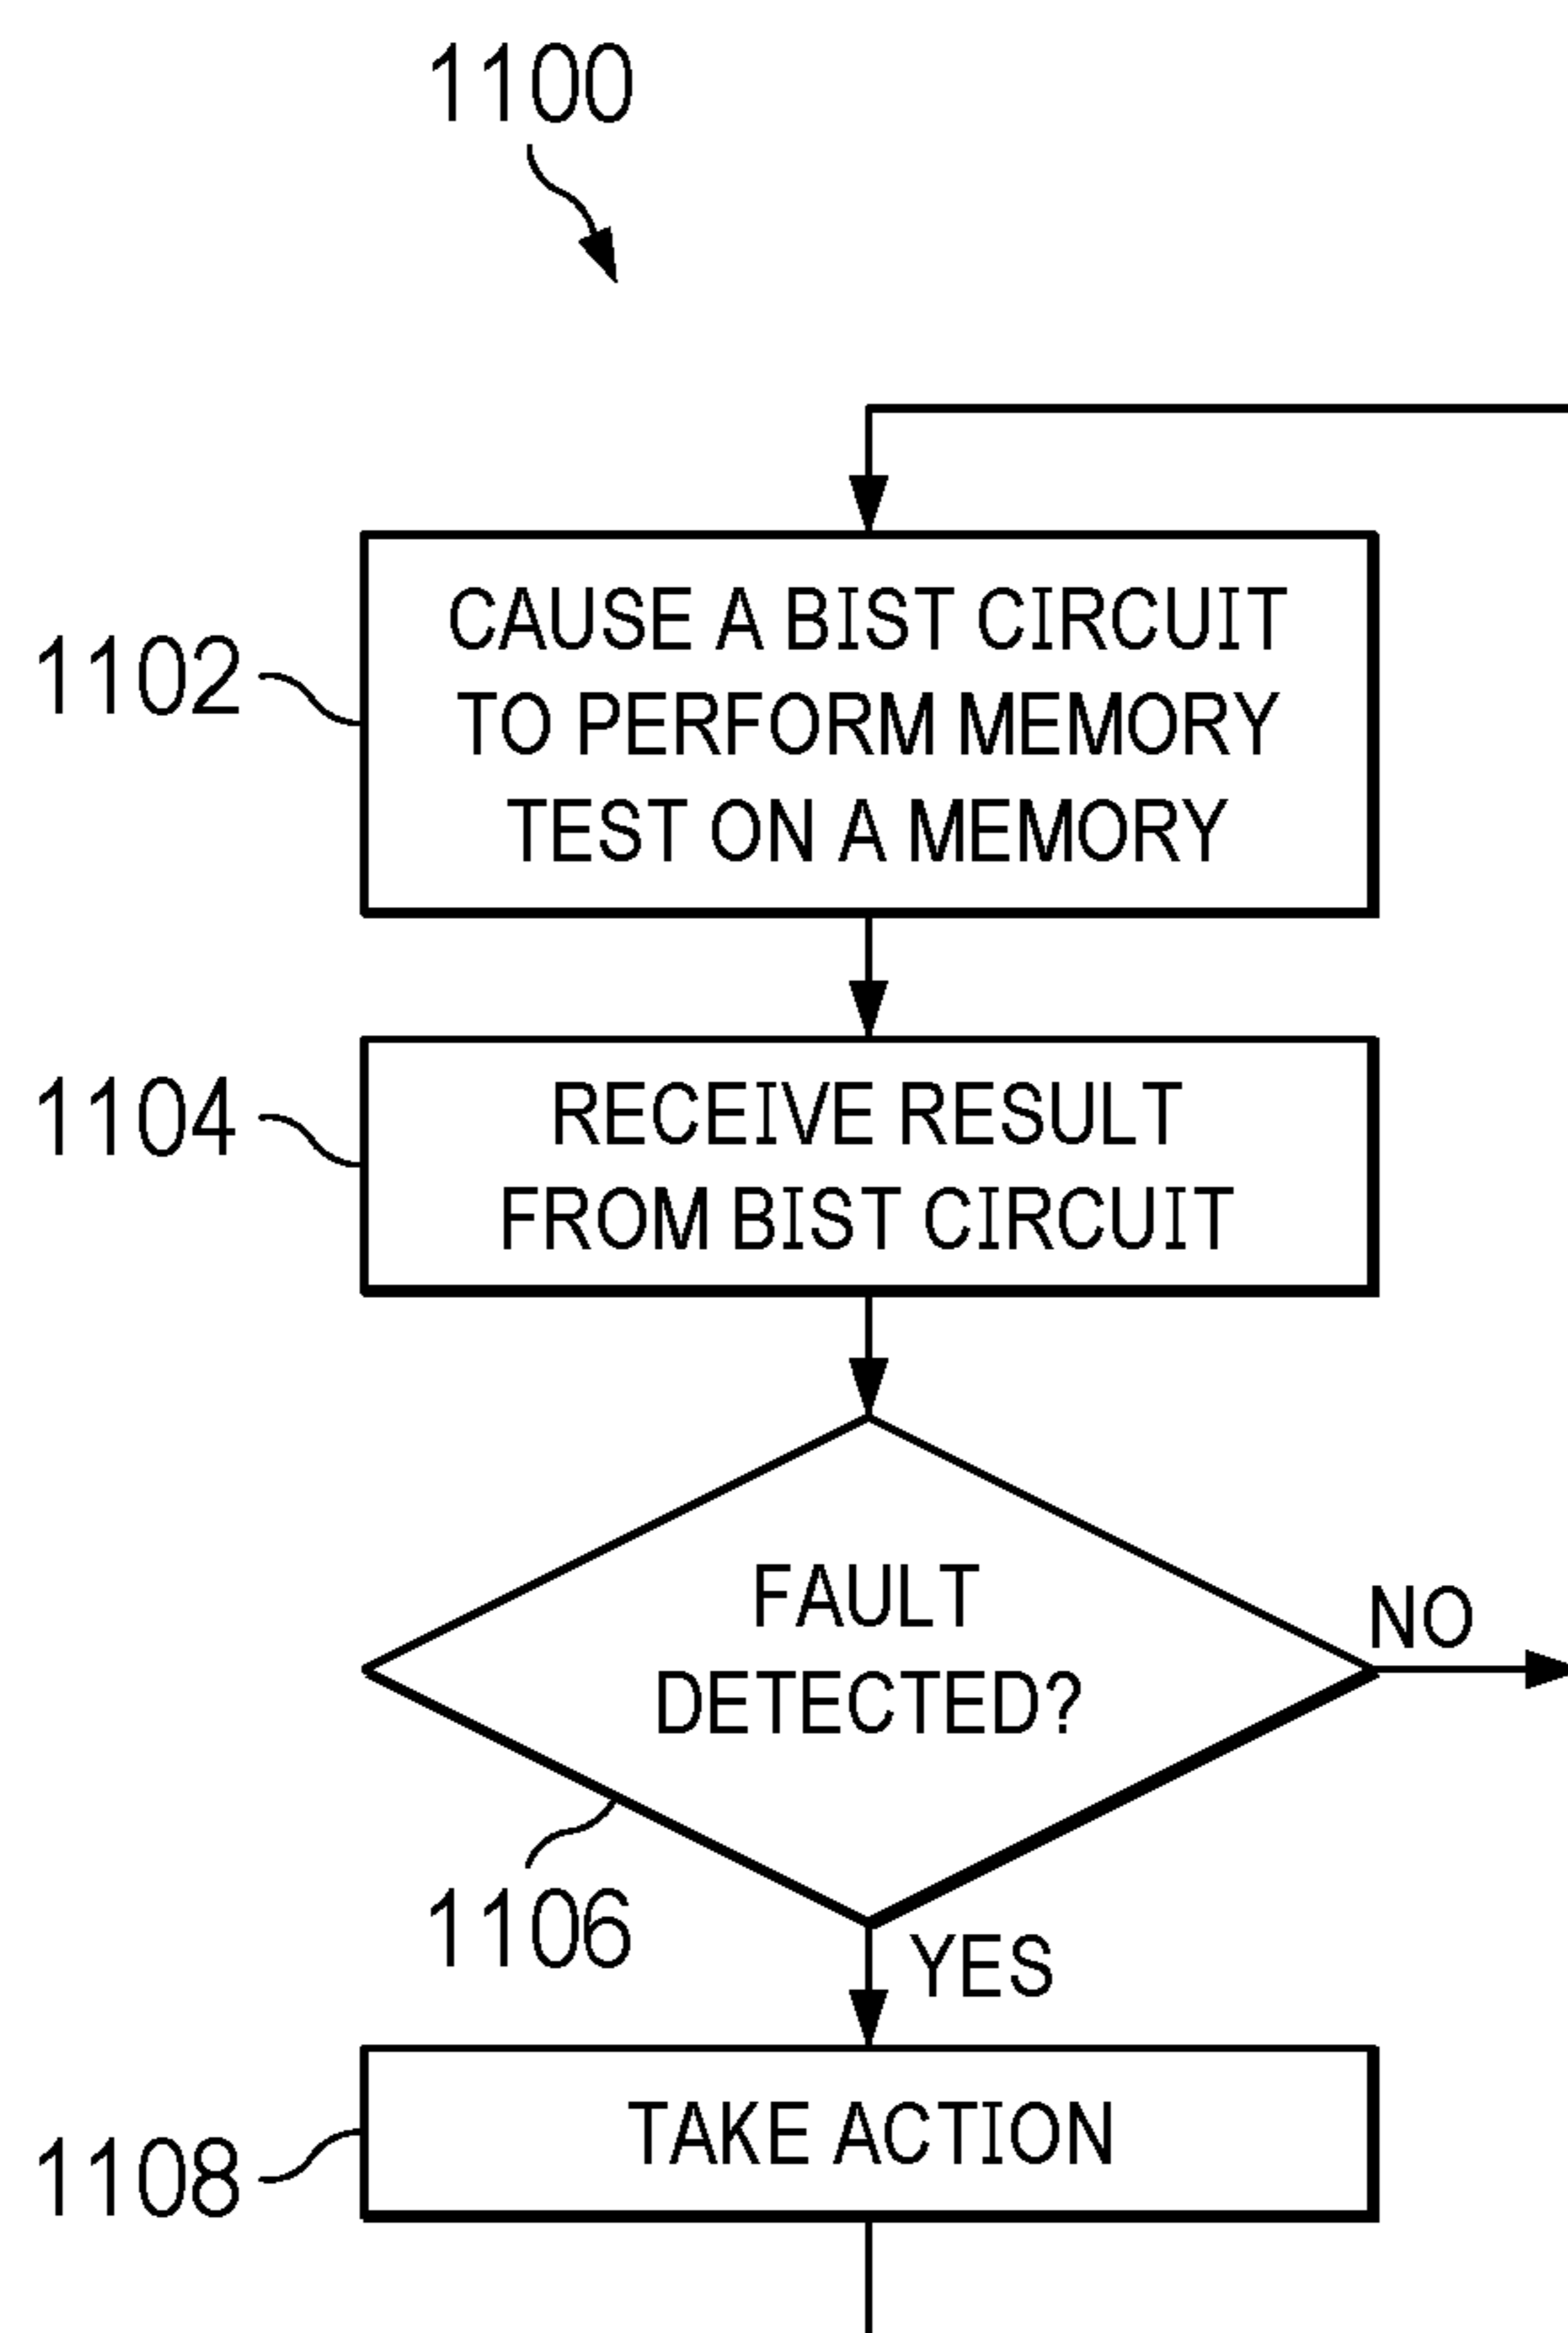 1100
1102
CAUSE A BIST CIRCUIT
TO PERFORM MEMORY
TEST ON A MEMORY
1104
RECEIVE RESULT
FROM BIST CIRCUIT
FAULT
DETECTED?
NO
1106
YES
1108
TAKE ACTION